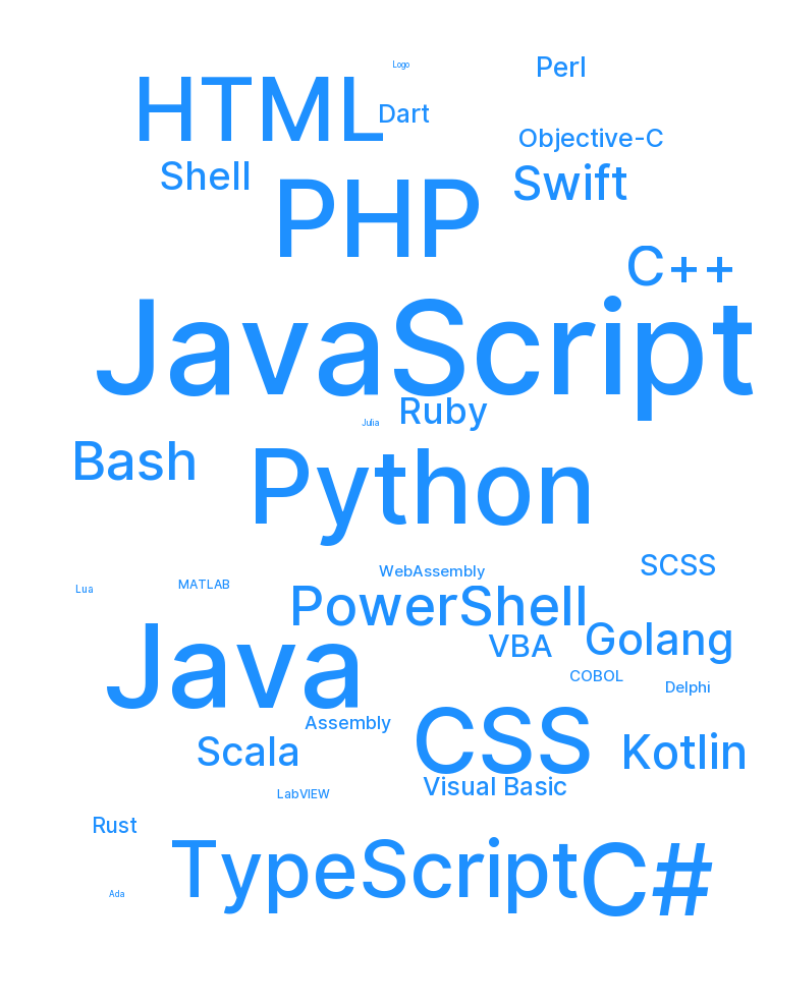 Logo
Perl
HTML
Dart
Objective-C
Shell
Swift
PHP
C++
JavaScript
Ruby
Julia
Bash
Python
SCSS
WebAssembly
MATLAB
Lua
PowerShell
Golang
VBA
Java
COBOL
Delphi
Assembly
CSS
Scala
Kotlin
Visual Basic
LabVIEW
Rust
TypeScript
C#
Ada